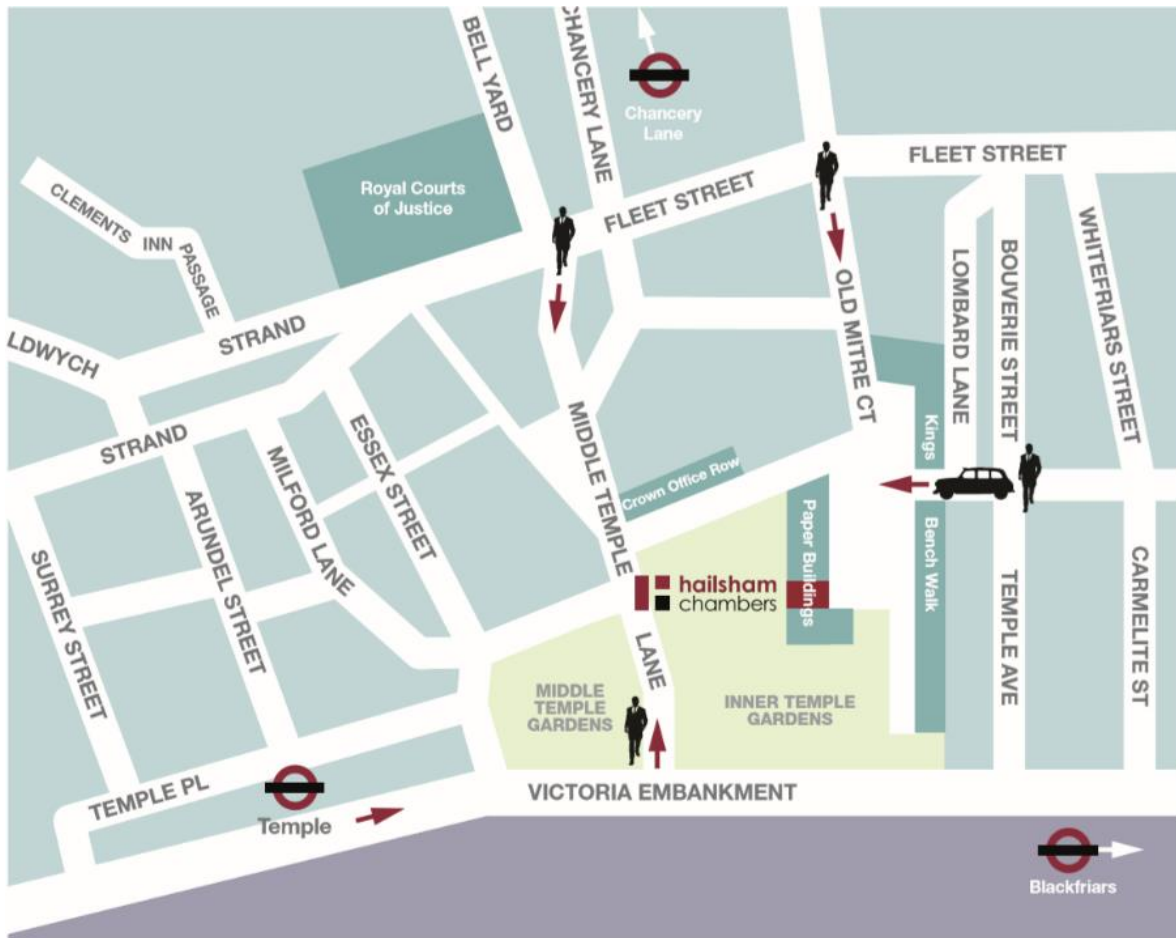 BELL YARD
CHANCERY LANE
Chancery
Lane
FLEET STREET
Royal Courts
of Justice
FLEET STREET
CLEMENTS
INN
PASSAGE
STRAND
LDWYCH
STRAND
OLD MITRE CT
LOMBARD LANE
BOUVERIE STREET
WHITEFRIARS STREET
MIDDLE TEMPLE
LANE
ESSEX STREET
MILFORD LANE
ARUNDEL STREET
SURREY STREET
Crown Office Row
Kings
Bench Walk
Paper Buildings
hailsham
chambers
TEMPLE AVE
CARMELITE ST
MIDDLE
TEMPLE
GARDENS
INNER TEMPLE
GARDENS
TEMPLE PL
Temple
VICTORIA EMBANKMENT
Blackfriars